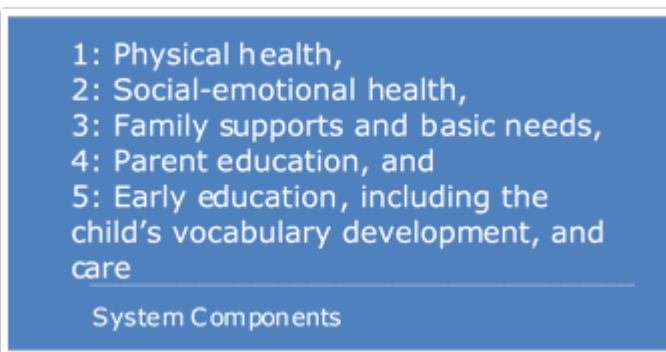 1: Physical health,
2: Social-emotional health,
3: Family supports and basic needs,
4: Parent education, and
5: Early education, including the
child’s vocabulary development, and
care
System Components